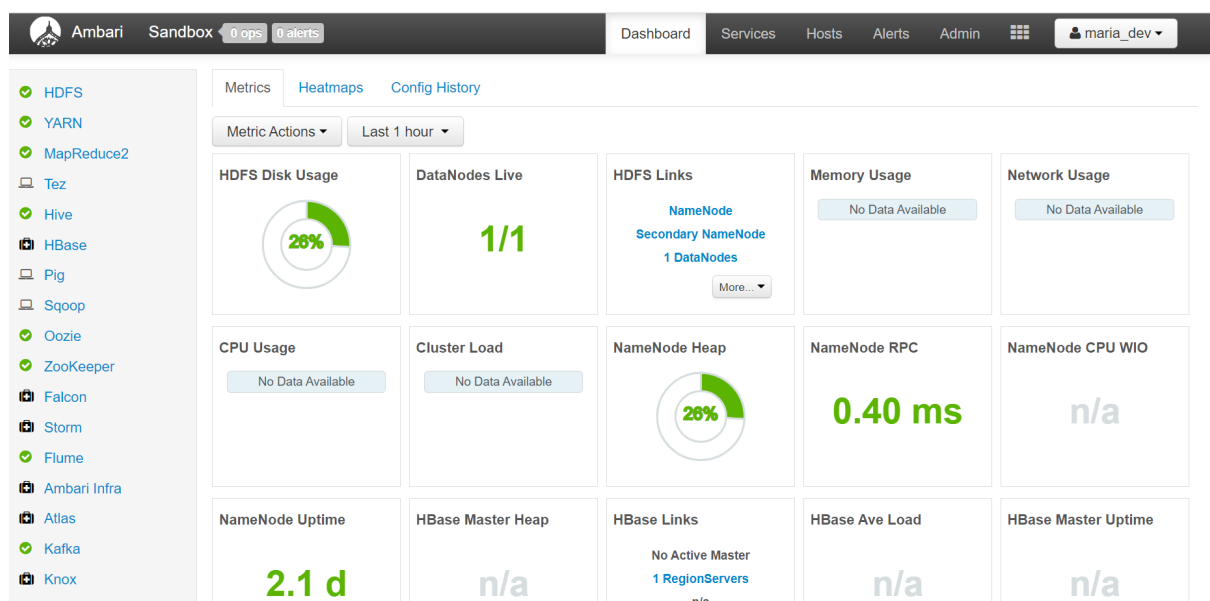 Ambari Sandbox 0 ops 0 alerts Dashboard Services Hosts Alerts Admin maria_dev
HDFS
YARN
MapReduce2
Tez
Hive
HBase
Pig
Sqoop
Oozie
ZooKeeper
Falcon
Storm
Flume
Ambari Infra
Atlas
Kafka
Knox
Metrics Heatmaps Config History
Metric Actions Last 1 hour
HDFS Disk Usage
26%
DataNodes Live
1/1
HDFS Links
NameNode
Secondary NameNode
1 DataNodes
More...
Memory Usage
No Data Available
Network Usage
No Data Available
CPU Usage
No Data Available
Cluster Load
No Data Available
NameNode Heap
26%
NameNode RPC
0.40 ms
NameNode CPU WIO
n/a
NameNode Uptime
2.1 d
HBase Master Heap
n/a
HBase Links
No Active Master
1 RegionServers
n/a
HBase Ave Load
n/a
HBase Master Uptime
n/a